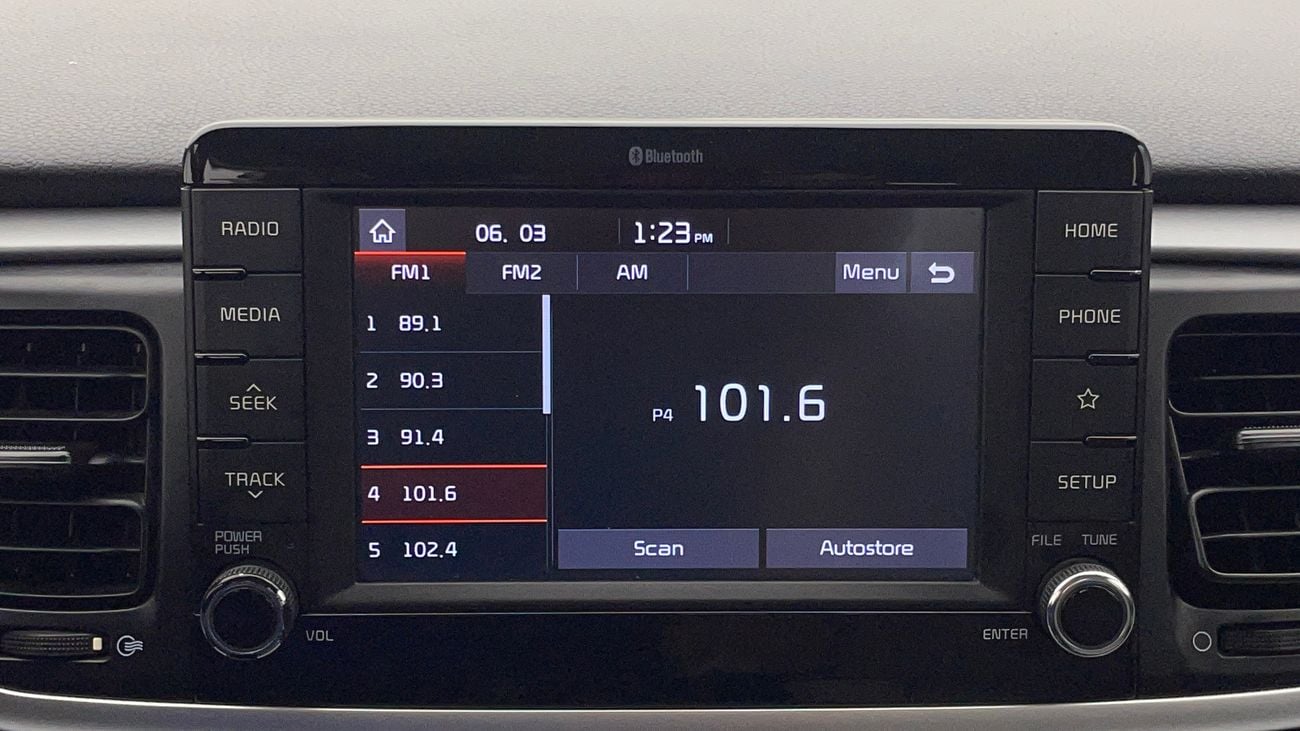 Bluetooth
RADIO
MEDIA
SEEK
TRACK
POWER
PUSH
VOL
06. 03 1:23 PM
FM1 FM2 AM Menu
1 89.1
2 90.3
3 91.4
4 101.6
5 102.4
P4 101.6
Scan Autostore
HOME
PHONE
SETUP
FILE TUNE
ENTER